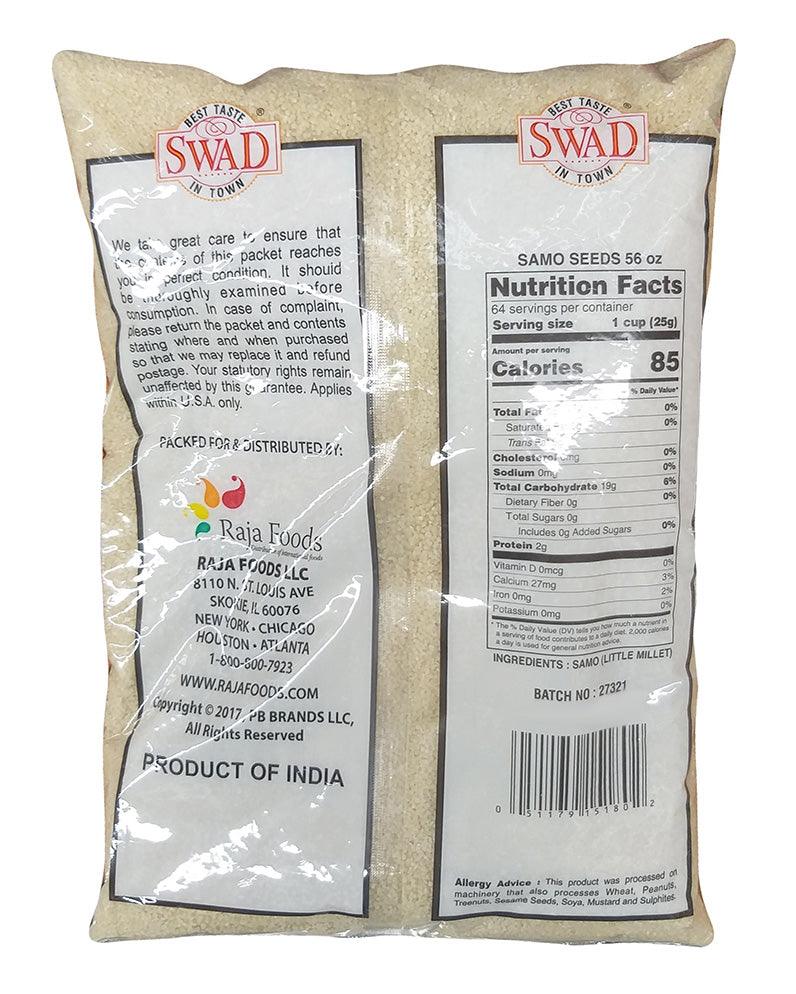 BEST TASTE ®
SWAD
IN TOWN
We take great care to ensure that
the contents of this packet reaches
you in perfect condition. It should
be thoroughly examined before
consumption. In case of complaint,
please return the packet and contents
stating where and when purchased
so that we may replace it and refund
postage. Your statutory rights remain
unaffected by this guarantee. Applies
within U.S.A. only.
PACKED FOR & DISTRIBUTED BY:
Raja Foods
Distributors of international foods
RAJA FOODS LLC
8110 N. ST. LOUIS AVE
SKOKIE, IL 60076
NEW YORK • CHICAGO
HOUSTON • ATLANTA
1-800-800-7923
WWW.RAJAFOODS.COM
Copyright © 2017, PB BRANDS LLC,
All Rights Reserved
PRODUCT OF INDIA
BEST TASTE ®
SWAD
IN TOWN
SAMO SEEDS 56 oz
Nutrition Facts
64 servings per container
Serving size 1 cup (25g)
Amount per serving
Calories 85
% Daily Value*
Total Fat 0%
Saturated 0%
Trans
Cholesterol 0mg 0%
Sodium 0mg 0%
Total Carbohydrate 19g 6%
Dietary Fiber 0g 0%
Total Sugars 0g
Includes 0g Added Sugars 0%
Protein 2g
Vitamin D 0mcg 0%
Calcium 27mg 3%
Iron 0mg 2%
Potassium 0mg 0%
* The % Daily Value (DV) tells you how much a nutrient in
a serving of food contributes to a daily diet. 2,000 calories
a day is used for general nutrition advice.
INGREDIENTS : SAMO (LITTLE MILLET)
BATCH NO : 27321
0 51179 15180 2
Allergy Advice : This product was processed on
machinery that also processes Wheat, Peanuts,
Treenuts, Sesame Seeds, Soya, Mustard and Sulphites.